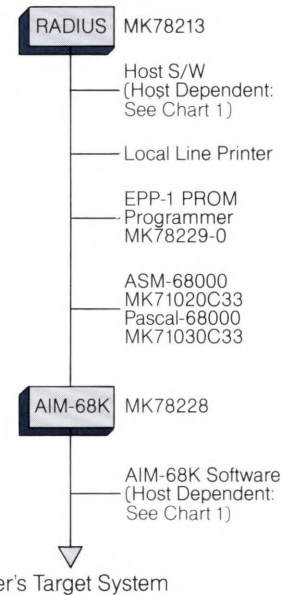 RADIUS MK78213
Host S/W
(Host Dependent:
See Chart 1)
Local Line Printer
EPP-1 PROM
Programmer
MK78229-0
ASM-68000
MK71020C33
Pascal-68000
MK71030C33
AIM-68K MK78228
AIM-68K Software
(Host Dependent:
See Chart 1)
er's Target System